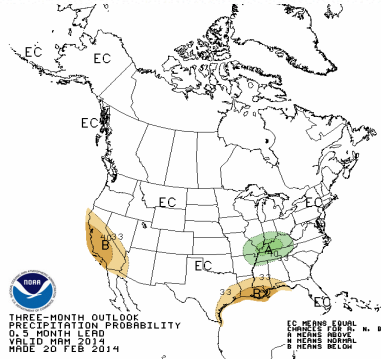 EC
EC
EC
EC
EC
40 33
B
A
40
EC
33
33
B
EC
NOAA
THREE-MONTH OUTLOOK
PRECIPITATION PROBABILITY
0.5 MONTH LEAD
VALID MAM 2014
MADE 20 FEB 2014
EC MEANS EQUAL
CHANCES FOR A, N, B
A MEANS ABOVE
N MEANS NORMAL
B MEANS BELOW